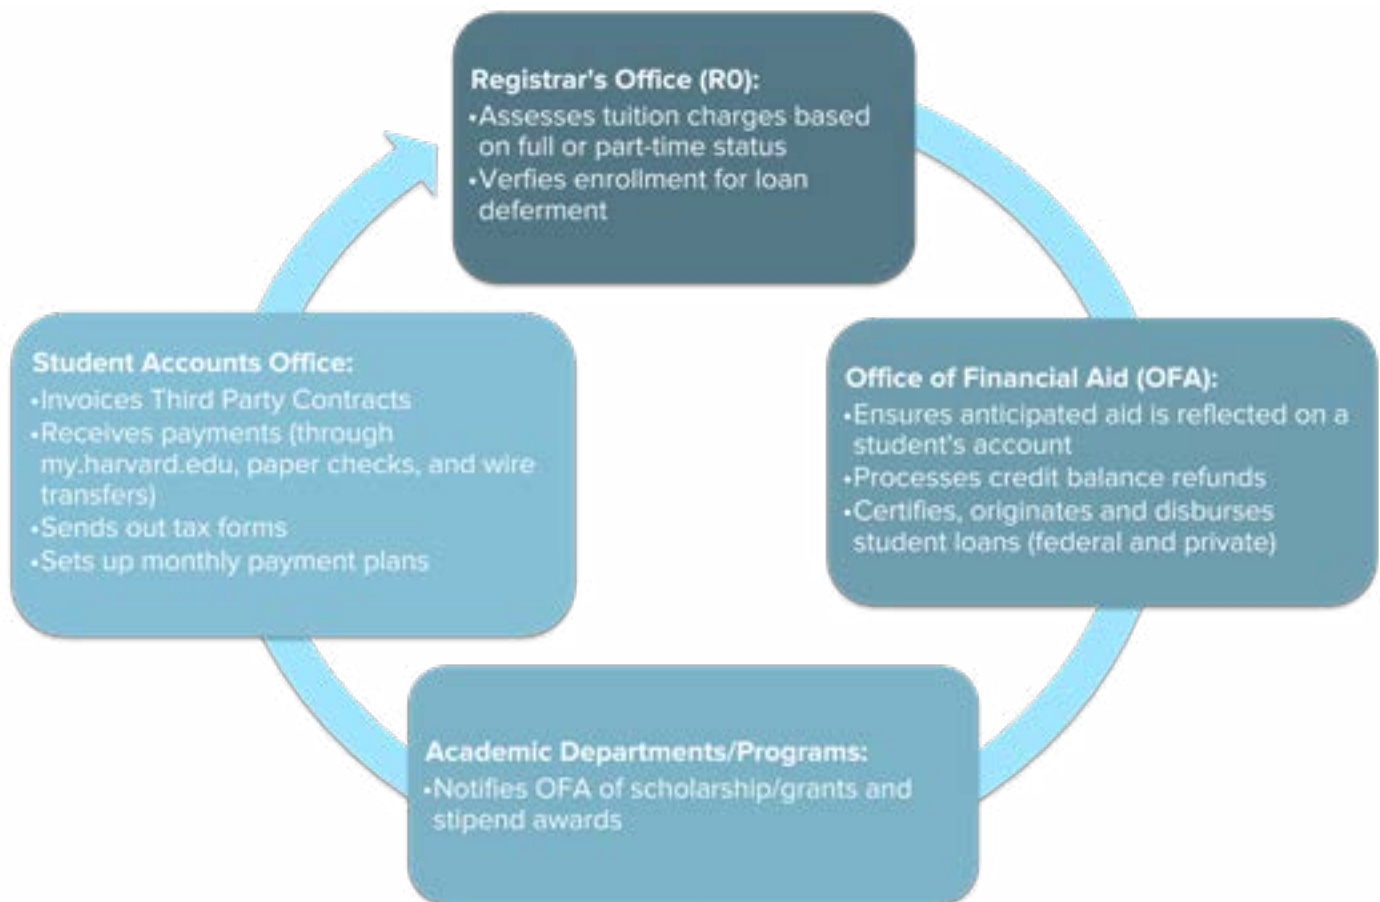 Registrar's Office (R0):
•Assesses tuition charges based
on full or part-time status
•Verfies enrollment for loan
deferment
Office of Financial Aid (OFA):
•Ensures anticipated aid is reflected on a
student's account
•Processes credit balance refunds
•Certifies, originates and disburses
student loans (federal and private)
Academic Departments/Programs:
•Notifies OFA of scholarship/grants and
stipend awards
Student Accounts Office:
•Invoices Third Party Contracts
•Receives payments (through
my.harvard.edu, paper checks, and wire
transfers)
•Sends out tax forms
•Sets up monthly payment plans